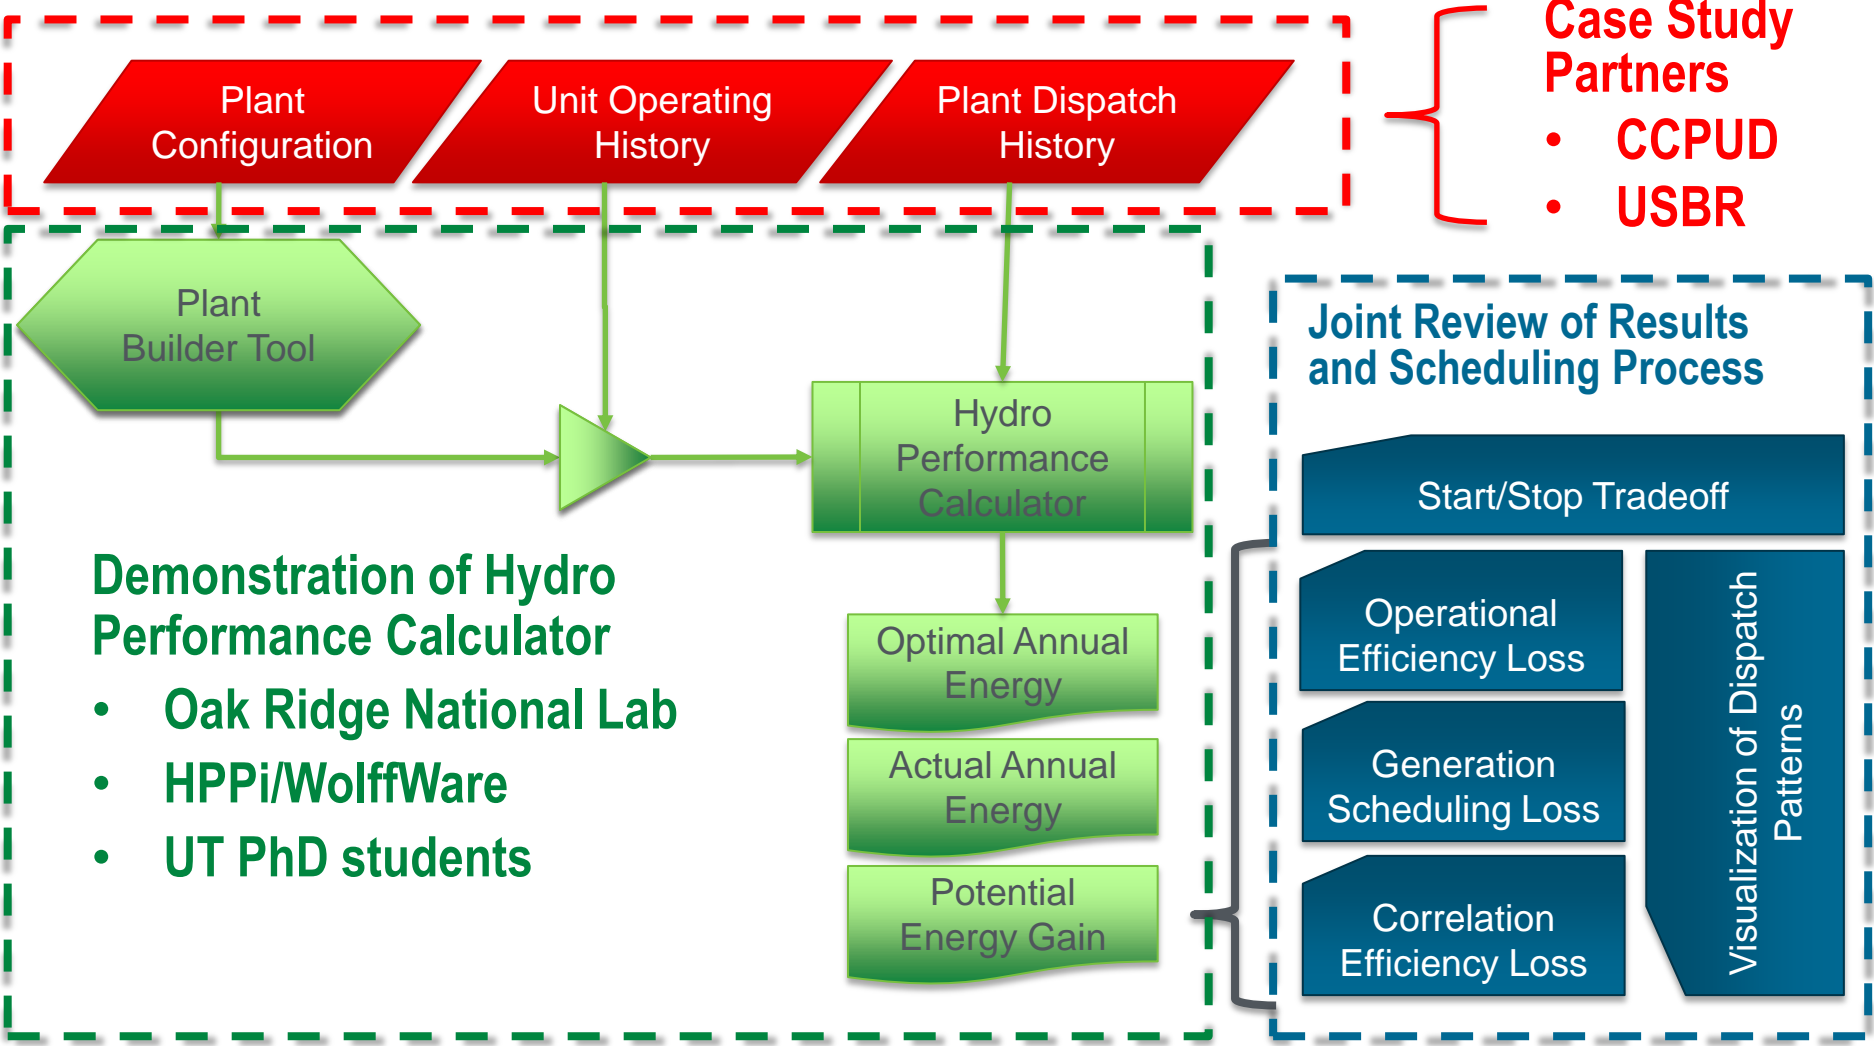 Case Study
Partners
• CCPUD
• USBR
Plant
Configuration
Unit Operating
History
Plant Dispatch
History
Plant
Builder Tool
Hydro
Performance
Calculator
Demonstration of Hydro
Performance Calculator
• Oak Ridge National Lab
• HPPi/WolffWare
• UT PhD students
Optimal Annual
Energy
Actual Annual
Energy
Potential
Energy Gain
Joint Review of Results
and Scheduling Process
Start/Stop Tradeoff
Operational
Efficiency Loss
Generation
Scheduling Loss
Correlation
Efficiency Loss
Visualization of Dispatch
Patterns